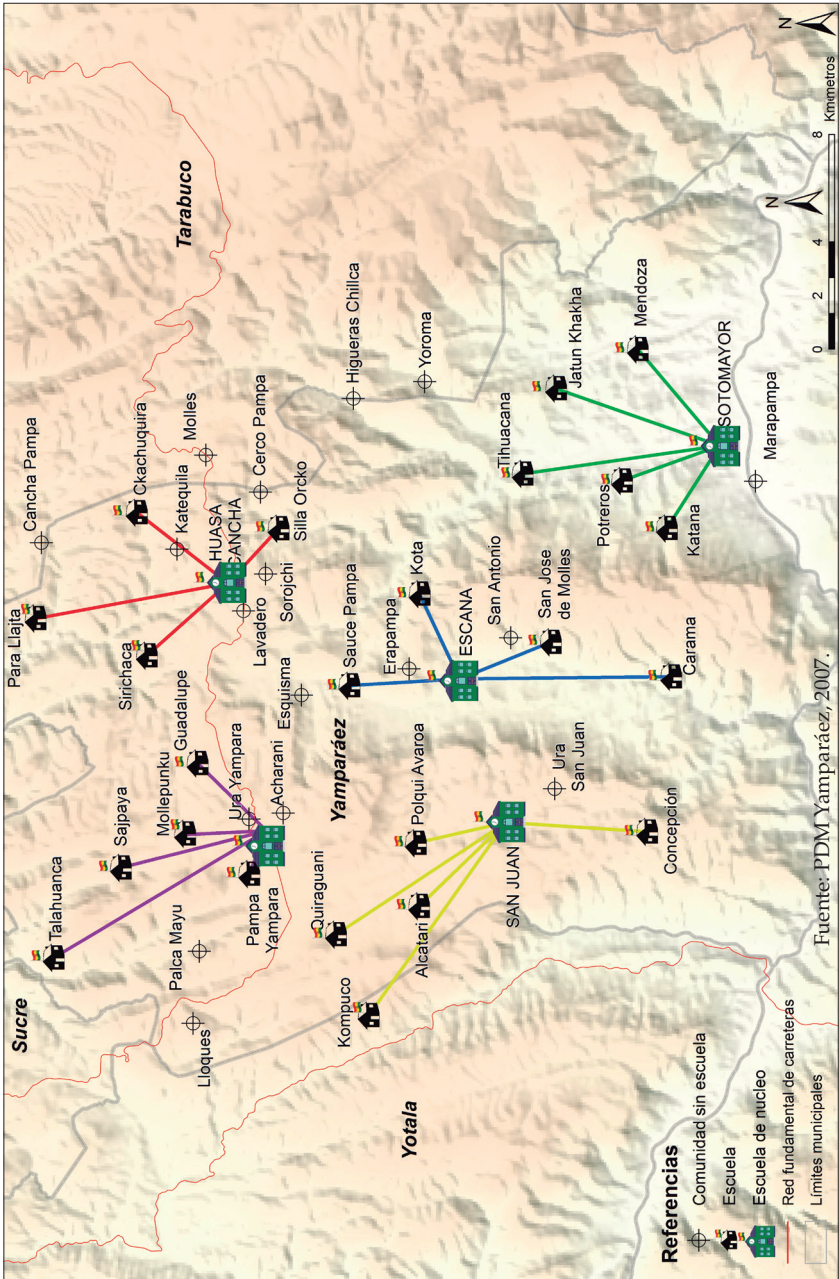 Sucre
Para Llajta
Cancha Pampa
Talahuanca
Sajpaya
Sirichaca
Ckachuquira
Tarabuco
Mollepunku
Guadalupe
Katequila
Molles
Palca Mayu
Lloques
HUASA
CANCHA
Ura Yampara
Pampa
Yampara
Acharani
Lavadero
Cerco Pampa
Sorojchi
Silla Orcko
Esquisma
Quiraguani
Yamparáez
Sauce Pampa
Higueras Chillca
Kompuco
Erapampa
Kota
Yoroma
Yotala
Alcatari
Polqui Avaroa
ESCANA
San Antonio
Tihuacana
SAN JUAN
Ura
San Juan
San Jose
de Molles
Jatun Khakha
Potreros
Mendoza
Concepción
Carama
Katana
SOTOMAYOR
Marapampa
Referencias
Comunidad sin escuela
Escuela
Escuela de nucleo
Red fundamental de carreteras
Límites municipales
Fuente: PDM Yamparáez, 2007.
N
N
0 2 4 8